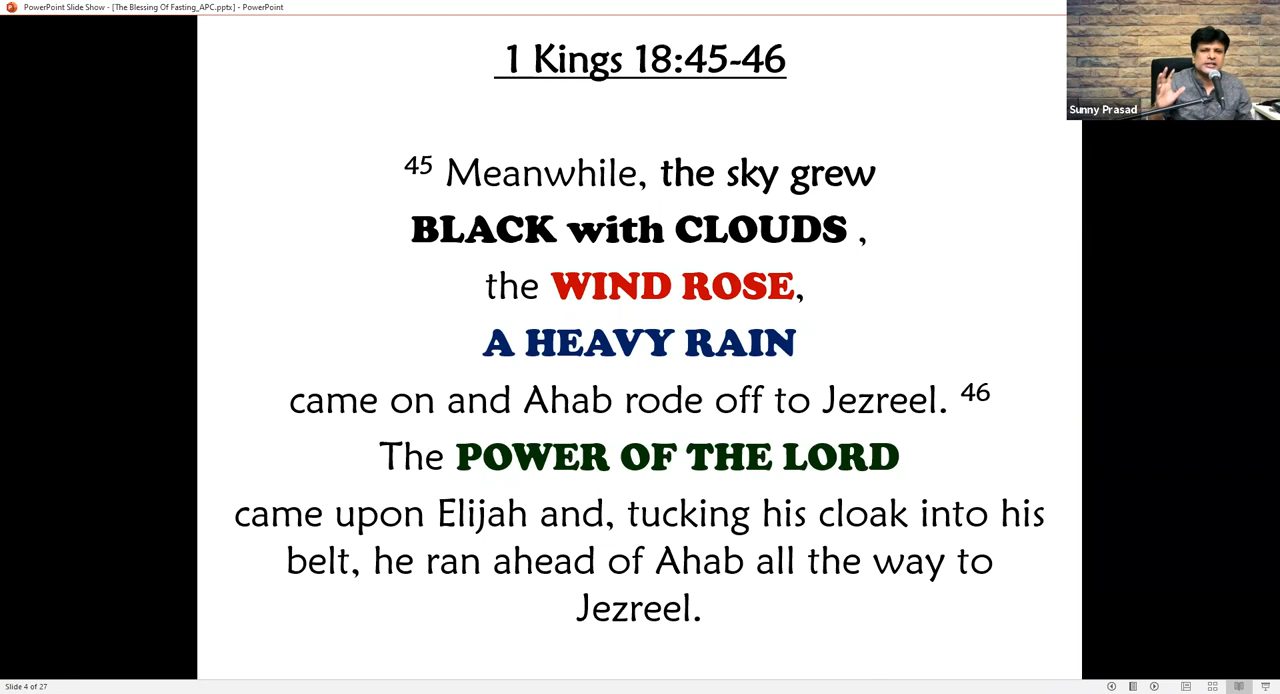 PowerPoint Slide Show - [The Blessing Of Fasting_APC.pptx] - PowerPoint
1 Kings 18:45-46
Sunny Prasad
45 Meanwhile, the sky grew
BLACK with CLOUDS ,
the WIND ROSE,
A HEAVY RAIN
came on and Ahab rode off to Jezreel. 46
The POWER OF THE LORD
came upon Elijah and, tucking his cloak into his
belt, he ran ahead of Ahab all the way to
Jezreel.
Slide 4 of 27